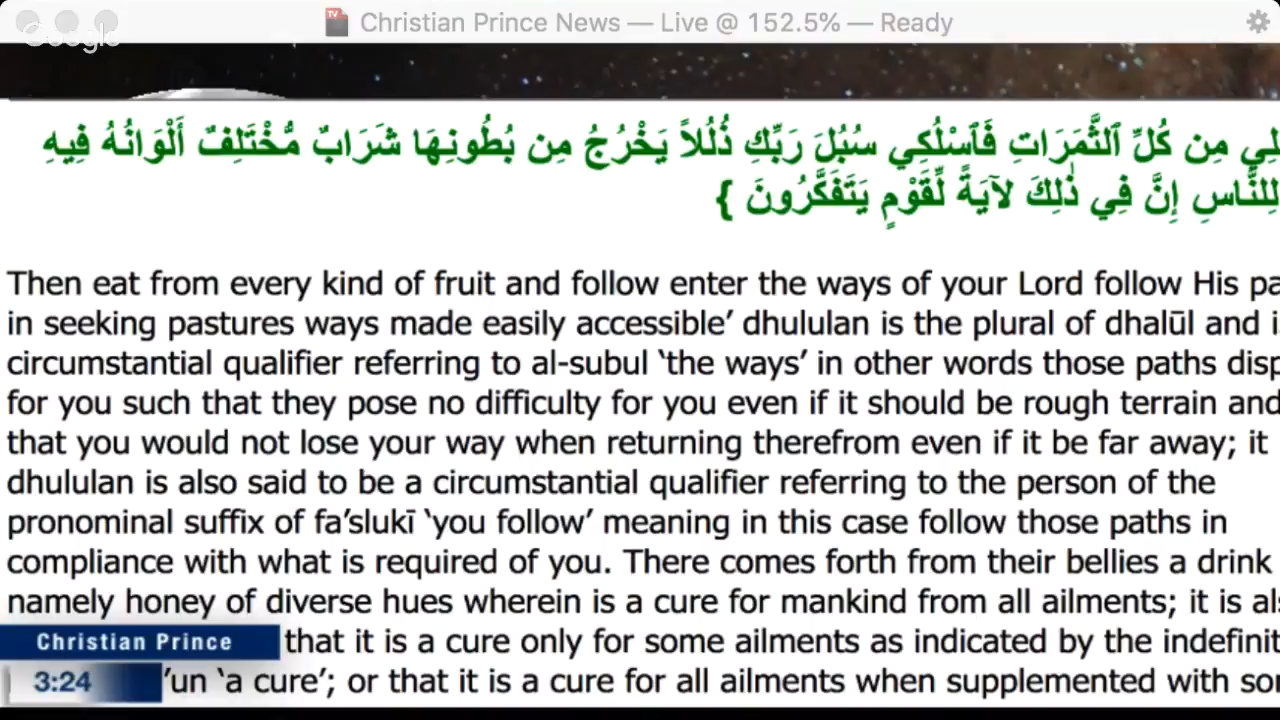 Christian Prince News — Live @ 152.5% — Ready
Google
لِي مِن كُلِّ ٱلثَّمَرَاتِ فَٱسْلُكِي سُبُلَ رَبِّكِ ذُلُلاً يَخْرُجُ مِن بُطُونِهَا شَرَابٌ مُّخْتَلِفٌ أَلْوَانُهُ فِيهِ
لِلنَّاسِ إِنَّ فِي ذٰلِكَ لآيَةً لِّقَوْمٍ يَتَفَكَّرُونَ }
Then eat from every kind of fruit and follow enter the ways of your Lord follow His pa
in seeking pastures ways made easily accessible’ dhululan is the plural of dhalūl and i
circumstantial qualifier referring to al-subul ‘the ways’ in other words those paths disp
for you such that they pose no difficulty for you even if it should be rough terrain and
that you would not lose your way when returning therefrom even if it be far away; it
dhululan is also said to be a circumstantial qualifier referring to the person of the
pronominal suffix of fa’slukī ‘you follow’ meaning in this case follow those paths in
compliance with what is required of you. There comes forth from their bellies a drink
namely honey of diverse hues wherein is a cure for mankind from all ailments; it is als
that it is a cure only for some ailments as indicated by the indefinit
’un ‘a cure’; or that it is a cure for all ailments when supplemented with so
Christian Prince
3:24